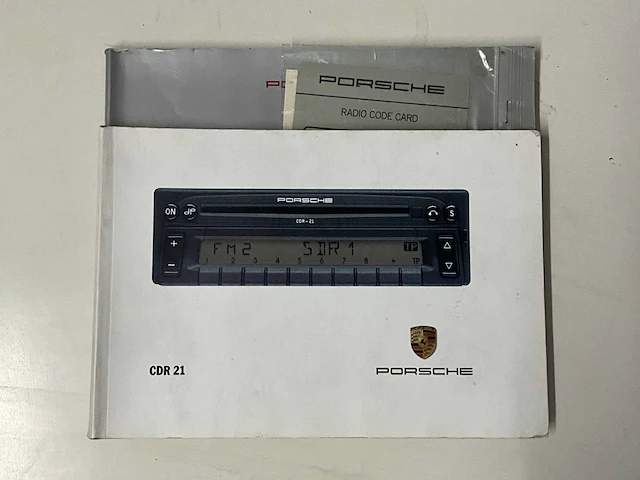 PORSCHE
RADIO CODE CARD
PORSCHE
ON
CDR-21
S
+
FM2 SDR1 TP
- 1 2 3 4 5 6 7 8 * TP
CDR 21
PORSCHE